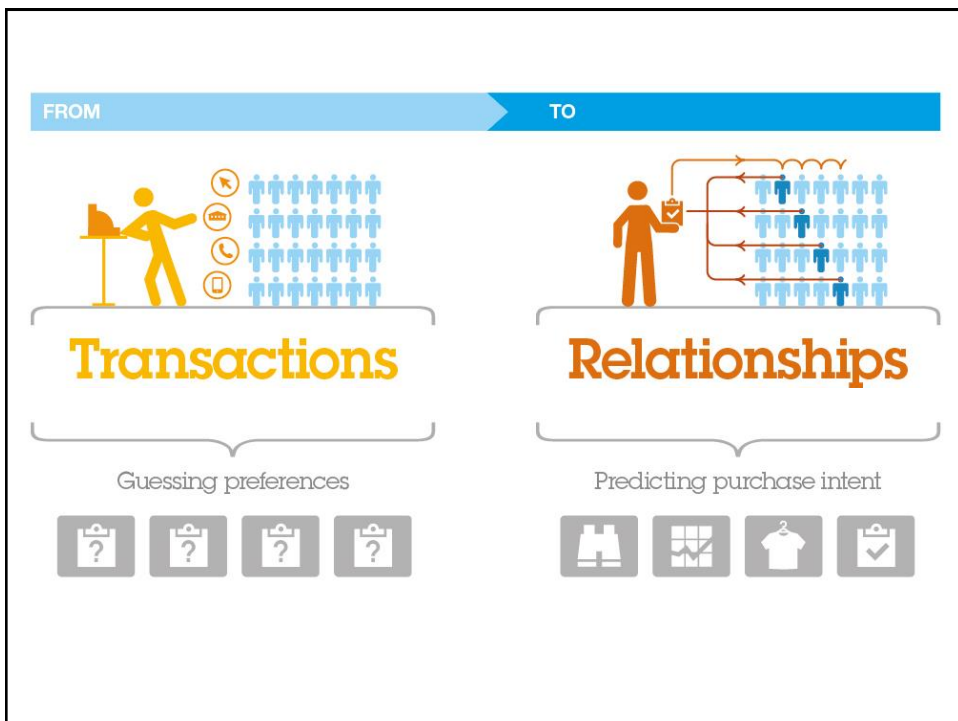 FROM
TO
Transactions
Relationships
Guessing preferences
Predicting purchase intent
? ? ? ?